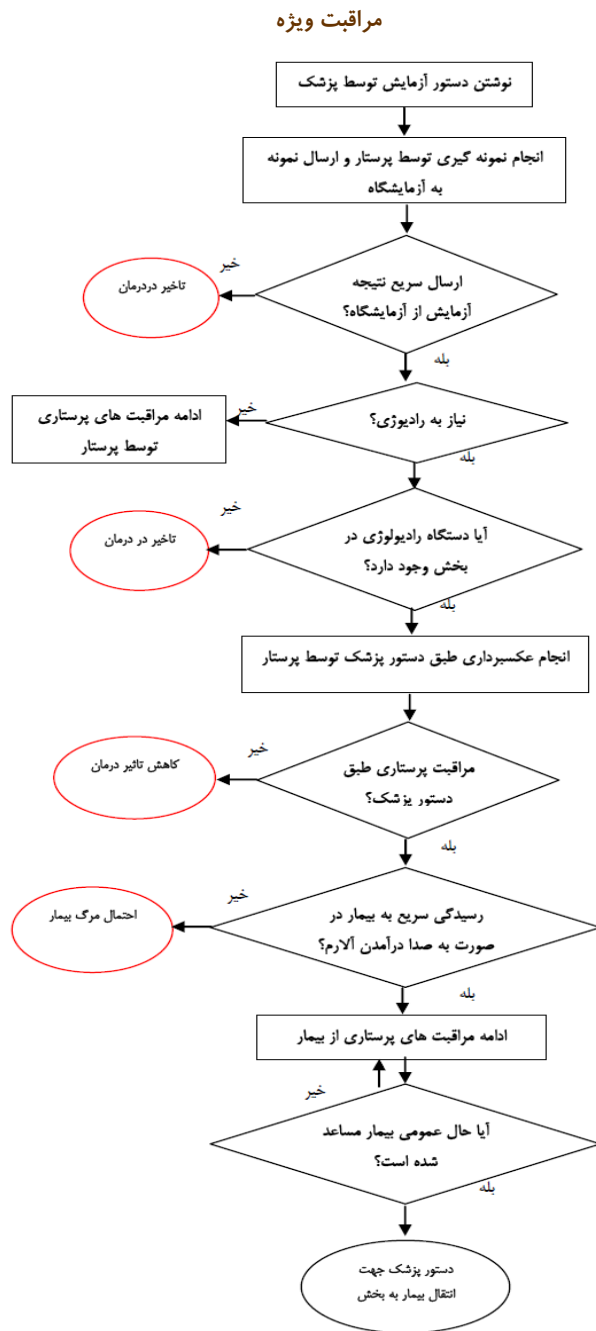 مراقبت ویژه
نوشتن دستور آزمایش توسط پزشک
انجام نمونه گیری توسط پرستار و ارسال نمونه
به آزمایشگاه
ارسال سریع نتیجه
آزمایش از آزمایشگاه؟
خیر
تاخیر دردرمان
بله
نیاز به رادیوژی؟
خیر
ادامه مراقبت های پرستاری
توسط پرستار
بله
آیا دستگاه رادیولوژی در
بخش وجود دارد؟
خیر
تاخیر در درمان
بله
انجام عکسبرداری طبق دستور پزشک توسط پرستار
مراقبت پرستاری طبق
دستور پزشک؟
خیر
کاهش تاثیر درمان
بله
رسیدگی سریع به بیمار در
صورت به صدا درآمدن آلارم؟
خیر
احتمال مرگ بیمار
بله
ادامه مراقبت های پرستاری از بیمار
خیر
آیا حال عمومی بیمار مساعد
شده است؟
بله
دستور پزشک جهت
انتقال بیمار به بخش